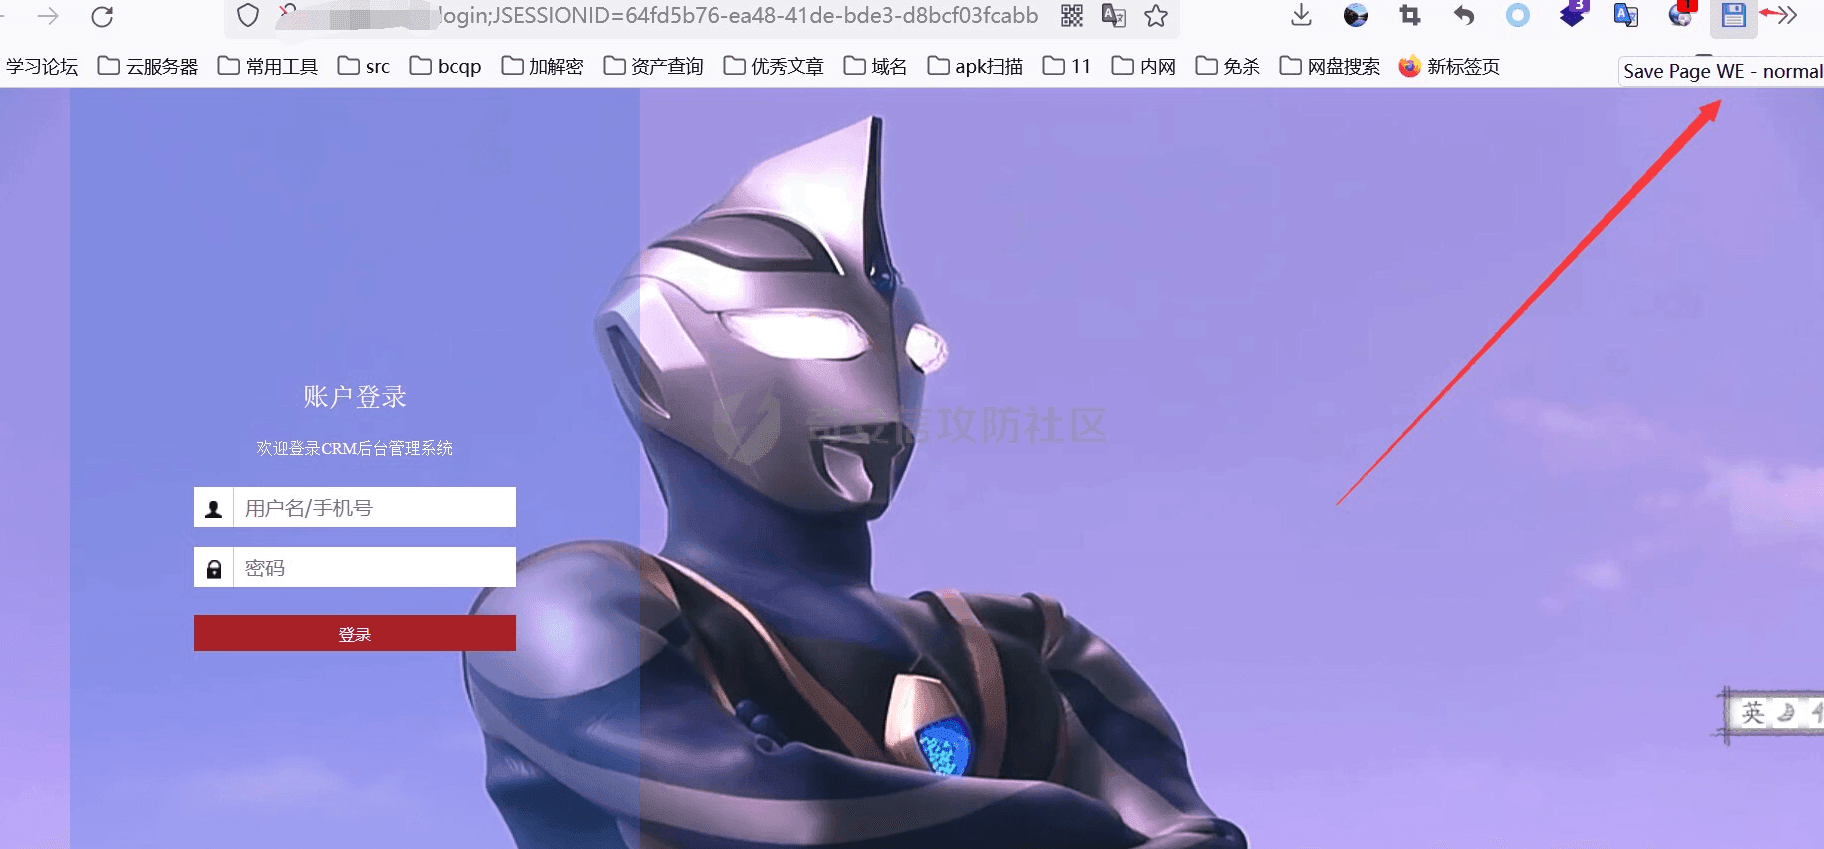 login;JSESSIONID=64fd5b76-ea48-41de-bde3-d8bcf03fcabb
3
1
学习论坛 云服务器 常用工具 src bcqp 加解密 资产查询 优秀文章 域名 apk扫描 11 内网 免杀 网盘搜索 新标签页
Save Page WE - normal
账户登录
奇安信攻防社区
欢迎登录CRM后台管理系统
用户名/手机号
密码
登录
英